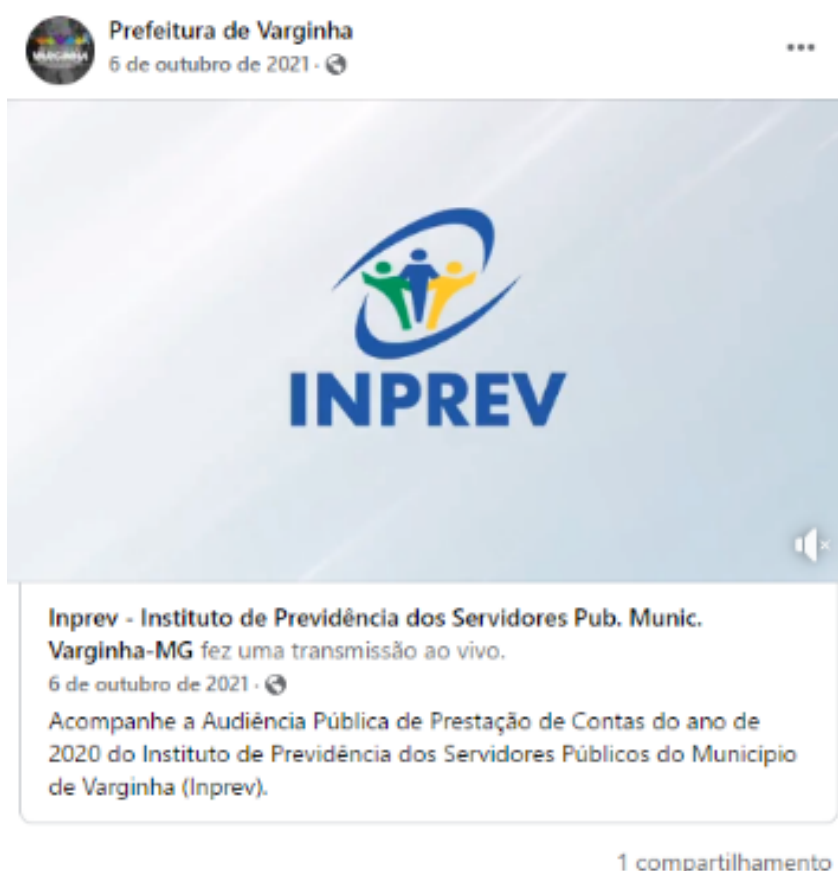 Prefeitura de Varginha
6 de outubro de 2021 ·
VARGINHA
INPREV
Inprev - Instituto de Previdência dos Servidores Pub. Munic.
Varginha-MG fez uma transmissão ao vivo.
6 de outubro de 2021 ·
Acompanhe a Audiência Pública de Prestação de Contas do ano de
2020 do Instituto de Previdência dos Servidores Públicos do Município
de Varginha (Inprev).
1 compartilhamento